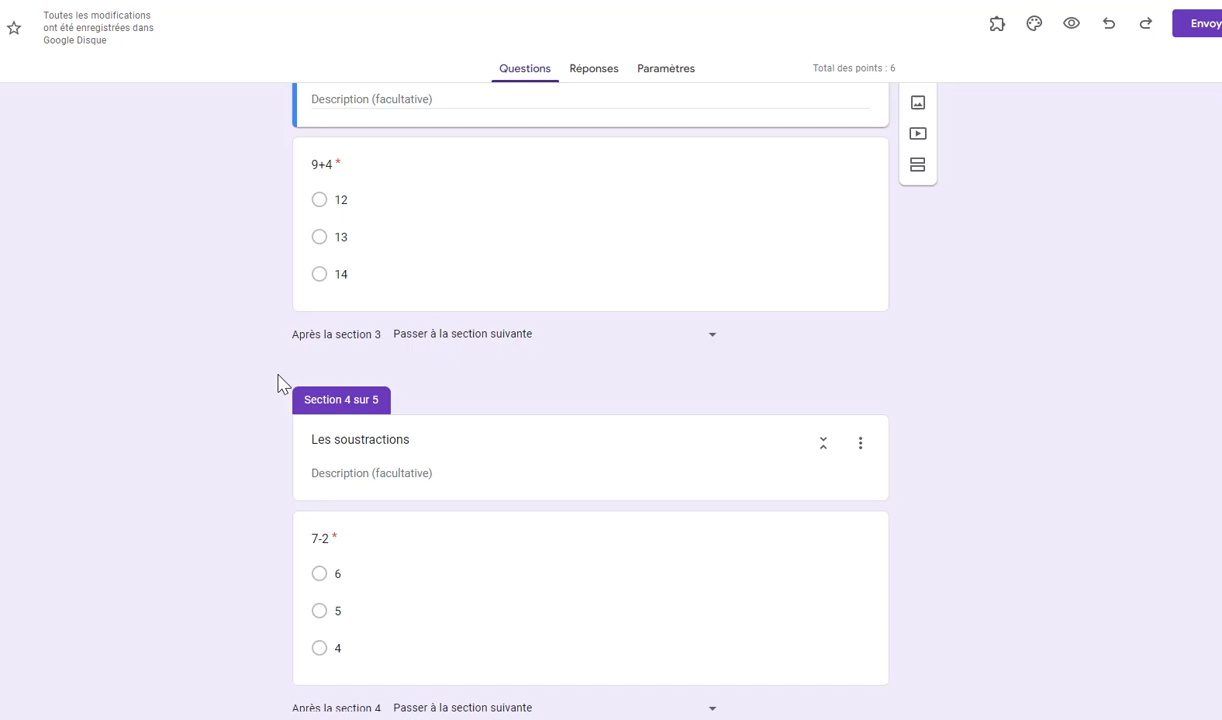 Toutes les modifications
ont été enregistrées dans
Google Disque
Envoy
Questions Réponses Paramètres Total des points : 6
Description (facultative)
9+4 *
12
13
14
Après la section 3 Passer à la section suivante
Section 4 sur 5
Les soustractions
Description (facultative)
7-2 *
6
5
4
Après la section 4 Passer à la section suivante